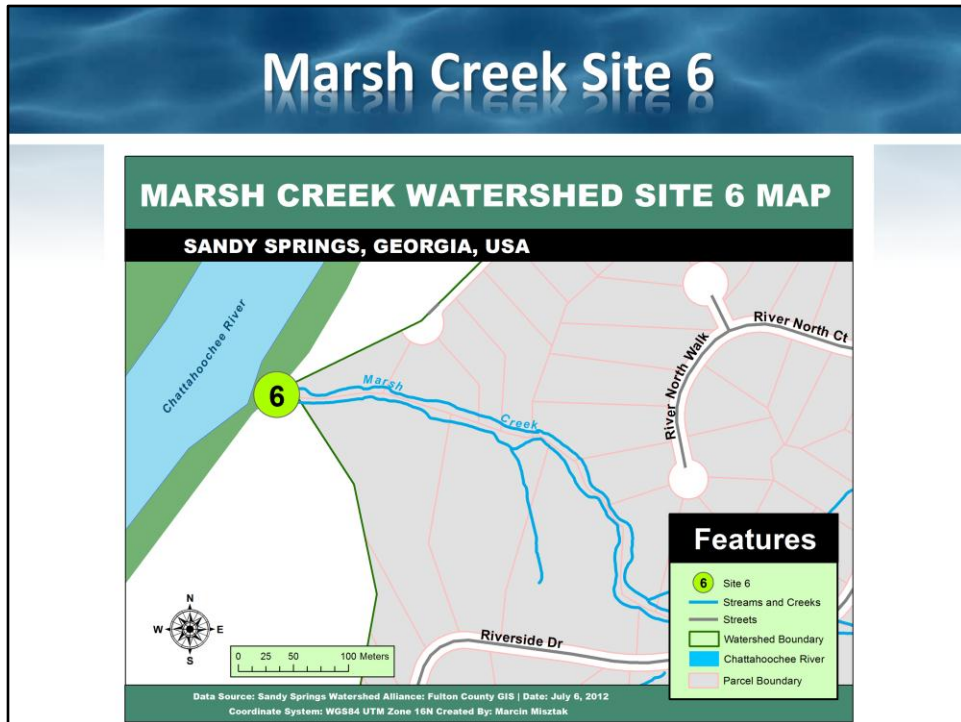 Marsh Creek Site 6
MARSH CREEK WATERSHED SITE 6 MAP
SANDY SPRINGS, GEORGIA, USA
Chattahoochee River
6
Marsh
Creek
River North Walk
River North Ct
Riverside Dr
N
W
E
S
0 25 50 100 Meters
Features
6 Site 6
Streams and Creeks
Streets
Watershed Boundary
Chattahoochee River
Parcel Boundary
Data Source: Sandy Springs Watershed Alliance: Fulton County GIS | Date: July 6, 2012
Coordinate System: WGS84 UTM Zone 16N Created By: Marcin Misztak